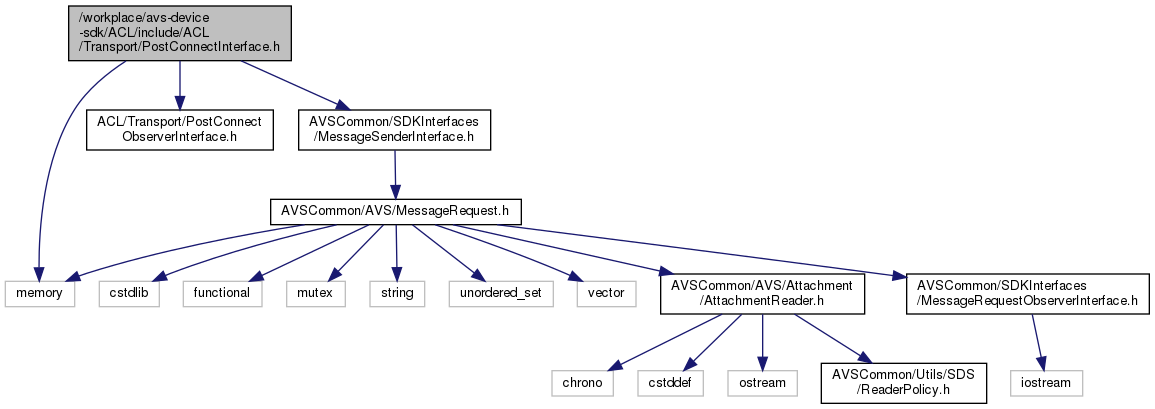 /workplace/avs-device
-sdk/ACL/include/ACL
/Transport/PostConnectInterface.h
ACL/Transport/PostConnect
ObserverInterface.h
AVSCommon/SDKInterfaces
/MessageSenderInterface.h
AVSCommon/AVS/MessageRequest.h
memory
cstdlib
functional
mutex
string
unordered_set
vector
AVSCommon/AVS/Attachment
/AttachmentReader.h
AVSCommon/SDKInterfaces
/MessageRequestObserverInterface.h
chrono
cstddef
ostream
AVSCommon/Utils/SDS
/ReaderPolicy.h
iostream